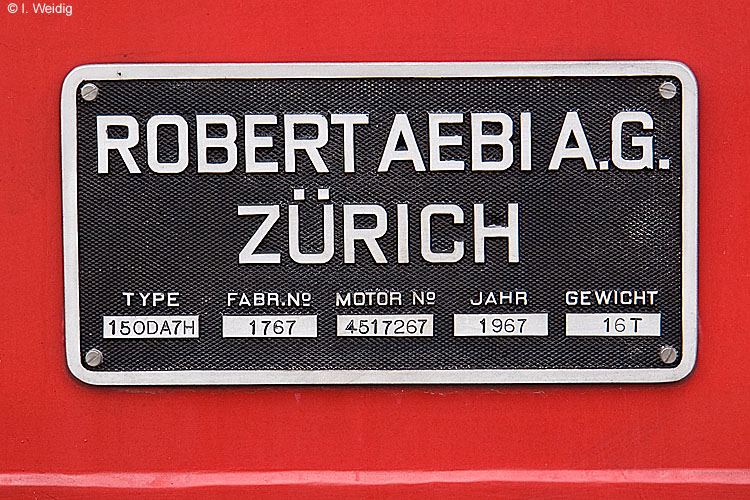 © I. Weidig
ROBERT AEBI A.G.
ZÜRICH
TYPE FABR.Nº MOTOR Nº JAHR GEWICHT
150DA7H 1767 4517267 1967 16T